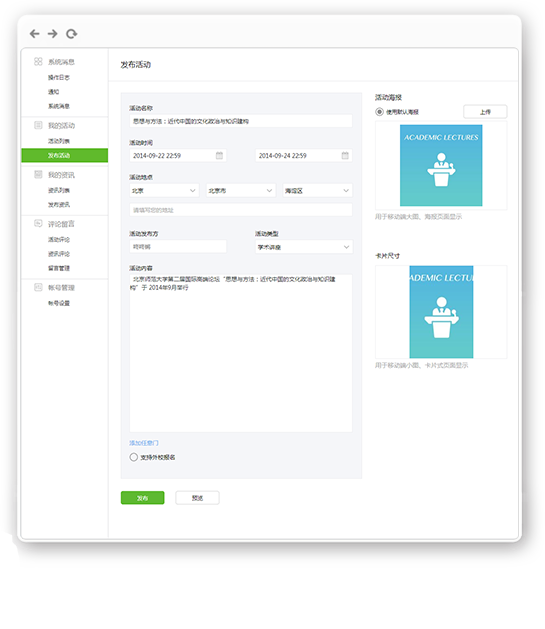 系统消息
操作日志
通知
系统消息
我的活动
活动列表
发布活动
我的资讯
资讯列表
发布资讯
评论留言
活动评论
资讯评论
留言管理
帐号管理
帐号设置
发布活动
活动名称
思想与方法：近代中国的文化政治与知识建构
活动时间
2014-09-22 22:59
2014-09-24 22:59
活动地点
北京
北京市
海淀区
请填写您的地址
活动发布方
活动类型
学术讲座
活动内容
北京师范大学第二届国际高端论坛“思想与方法：近代中国的文化政治与知识建
构”于 2014年9月举行
添加任意门
支持外校报名
发布
预览
活动海报
使用默认海报
上传
ACADEMIC LECTURES
用于移动端大图、海报页面显示
卡片尺寸
ADEMIC LECTU
用于移动端小图、卡片式页面显示